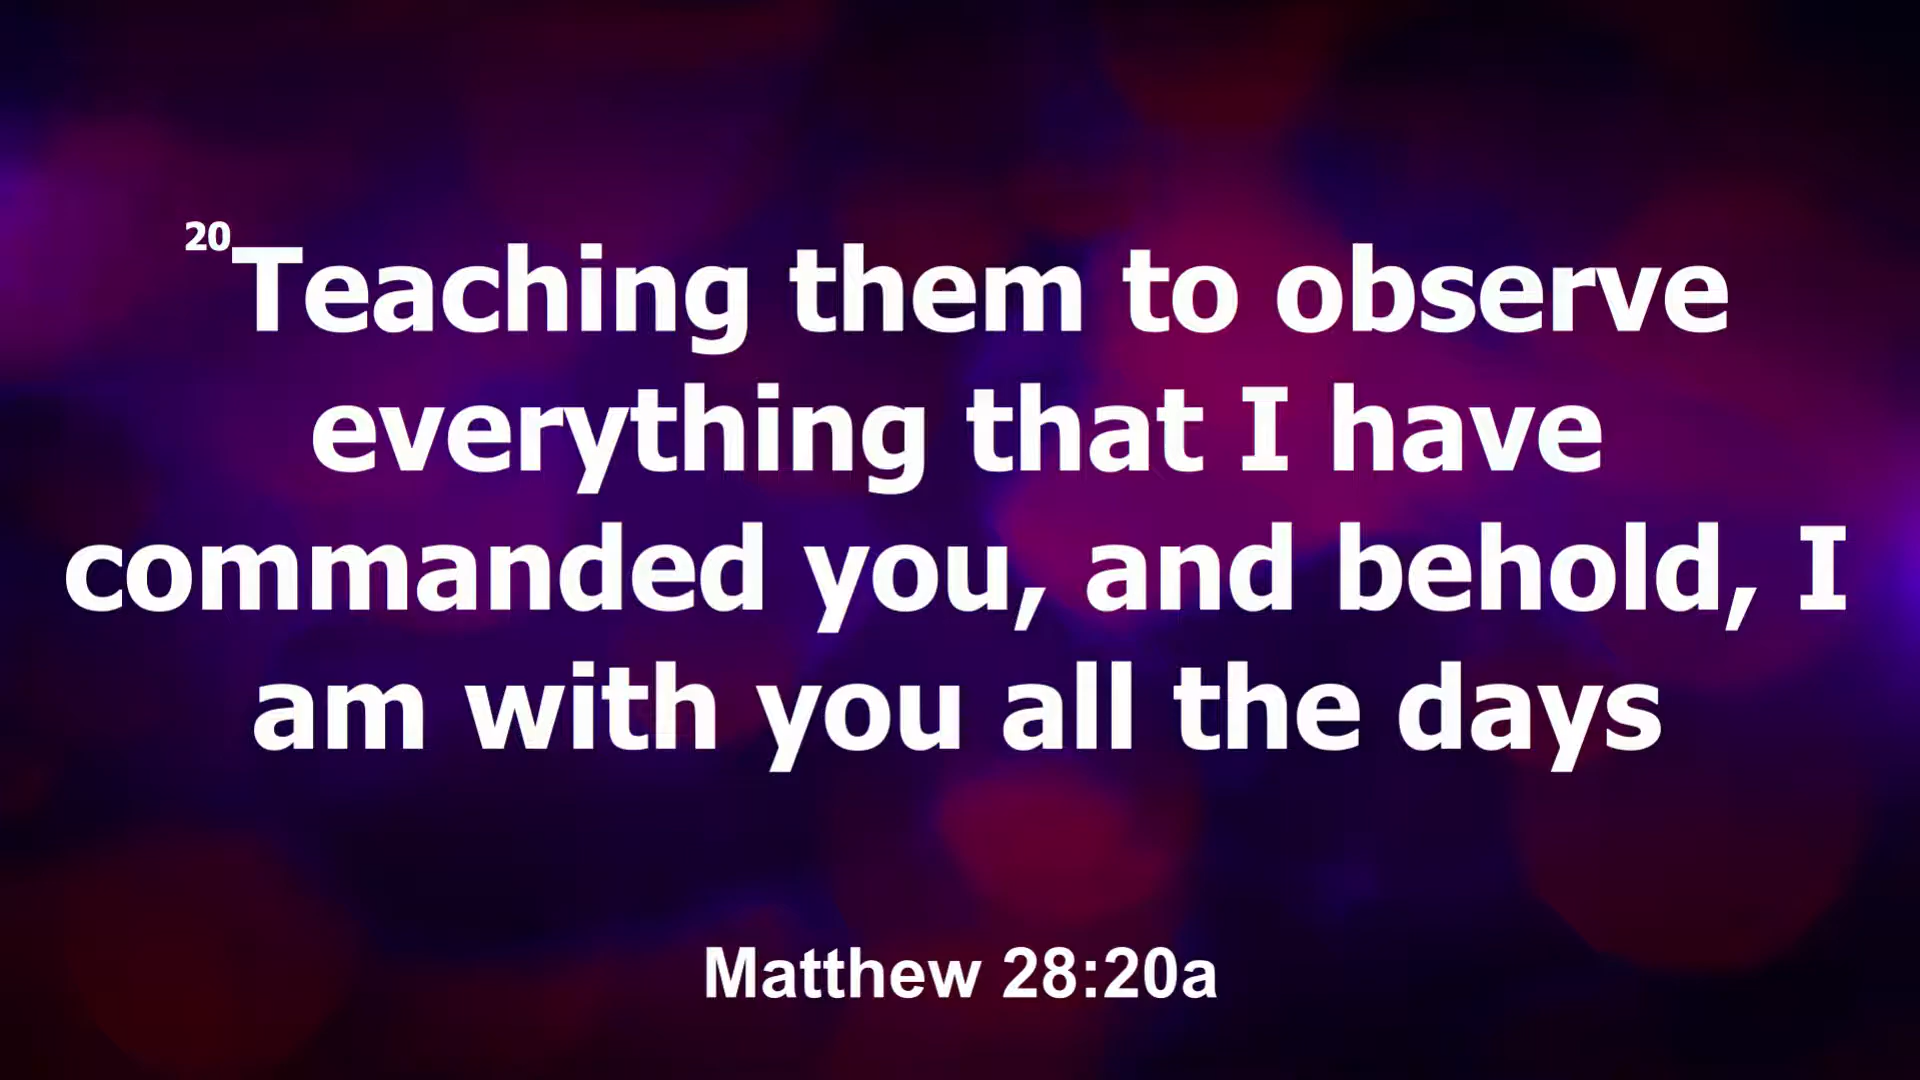 20Teaching them to observe
everything that I have
commanded you, and behold, I
am with you all the days
Matthew 28:20a